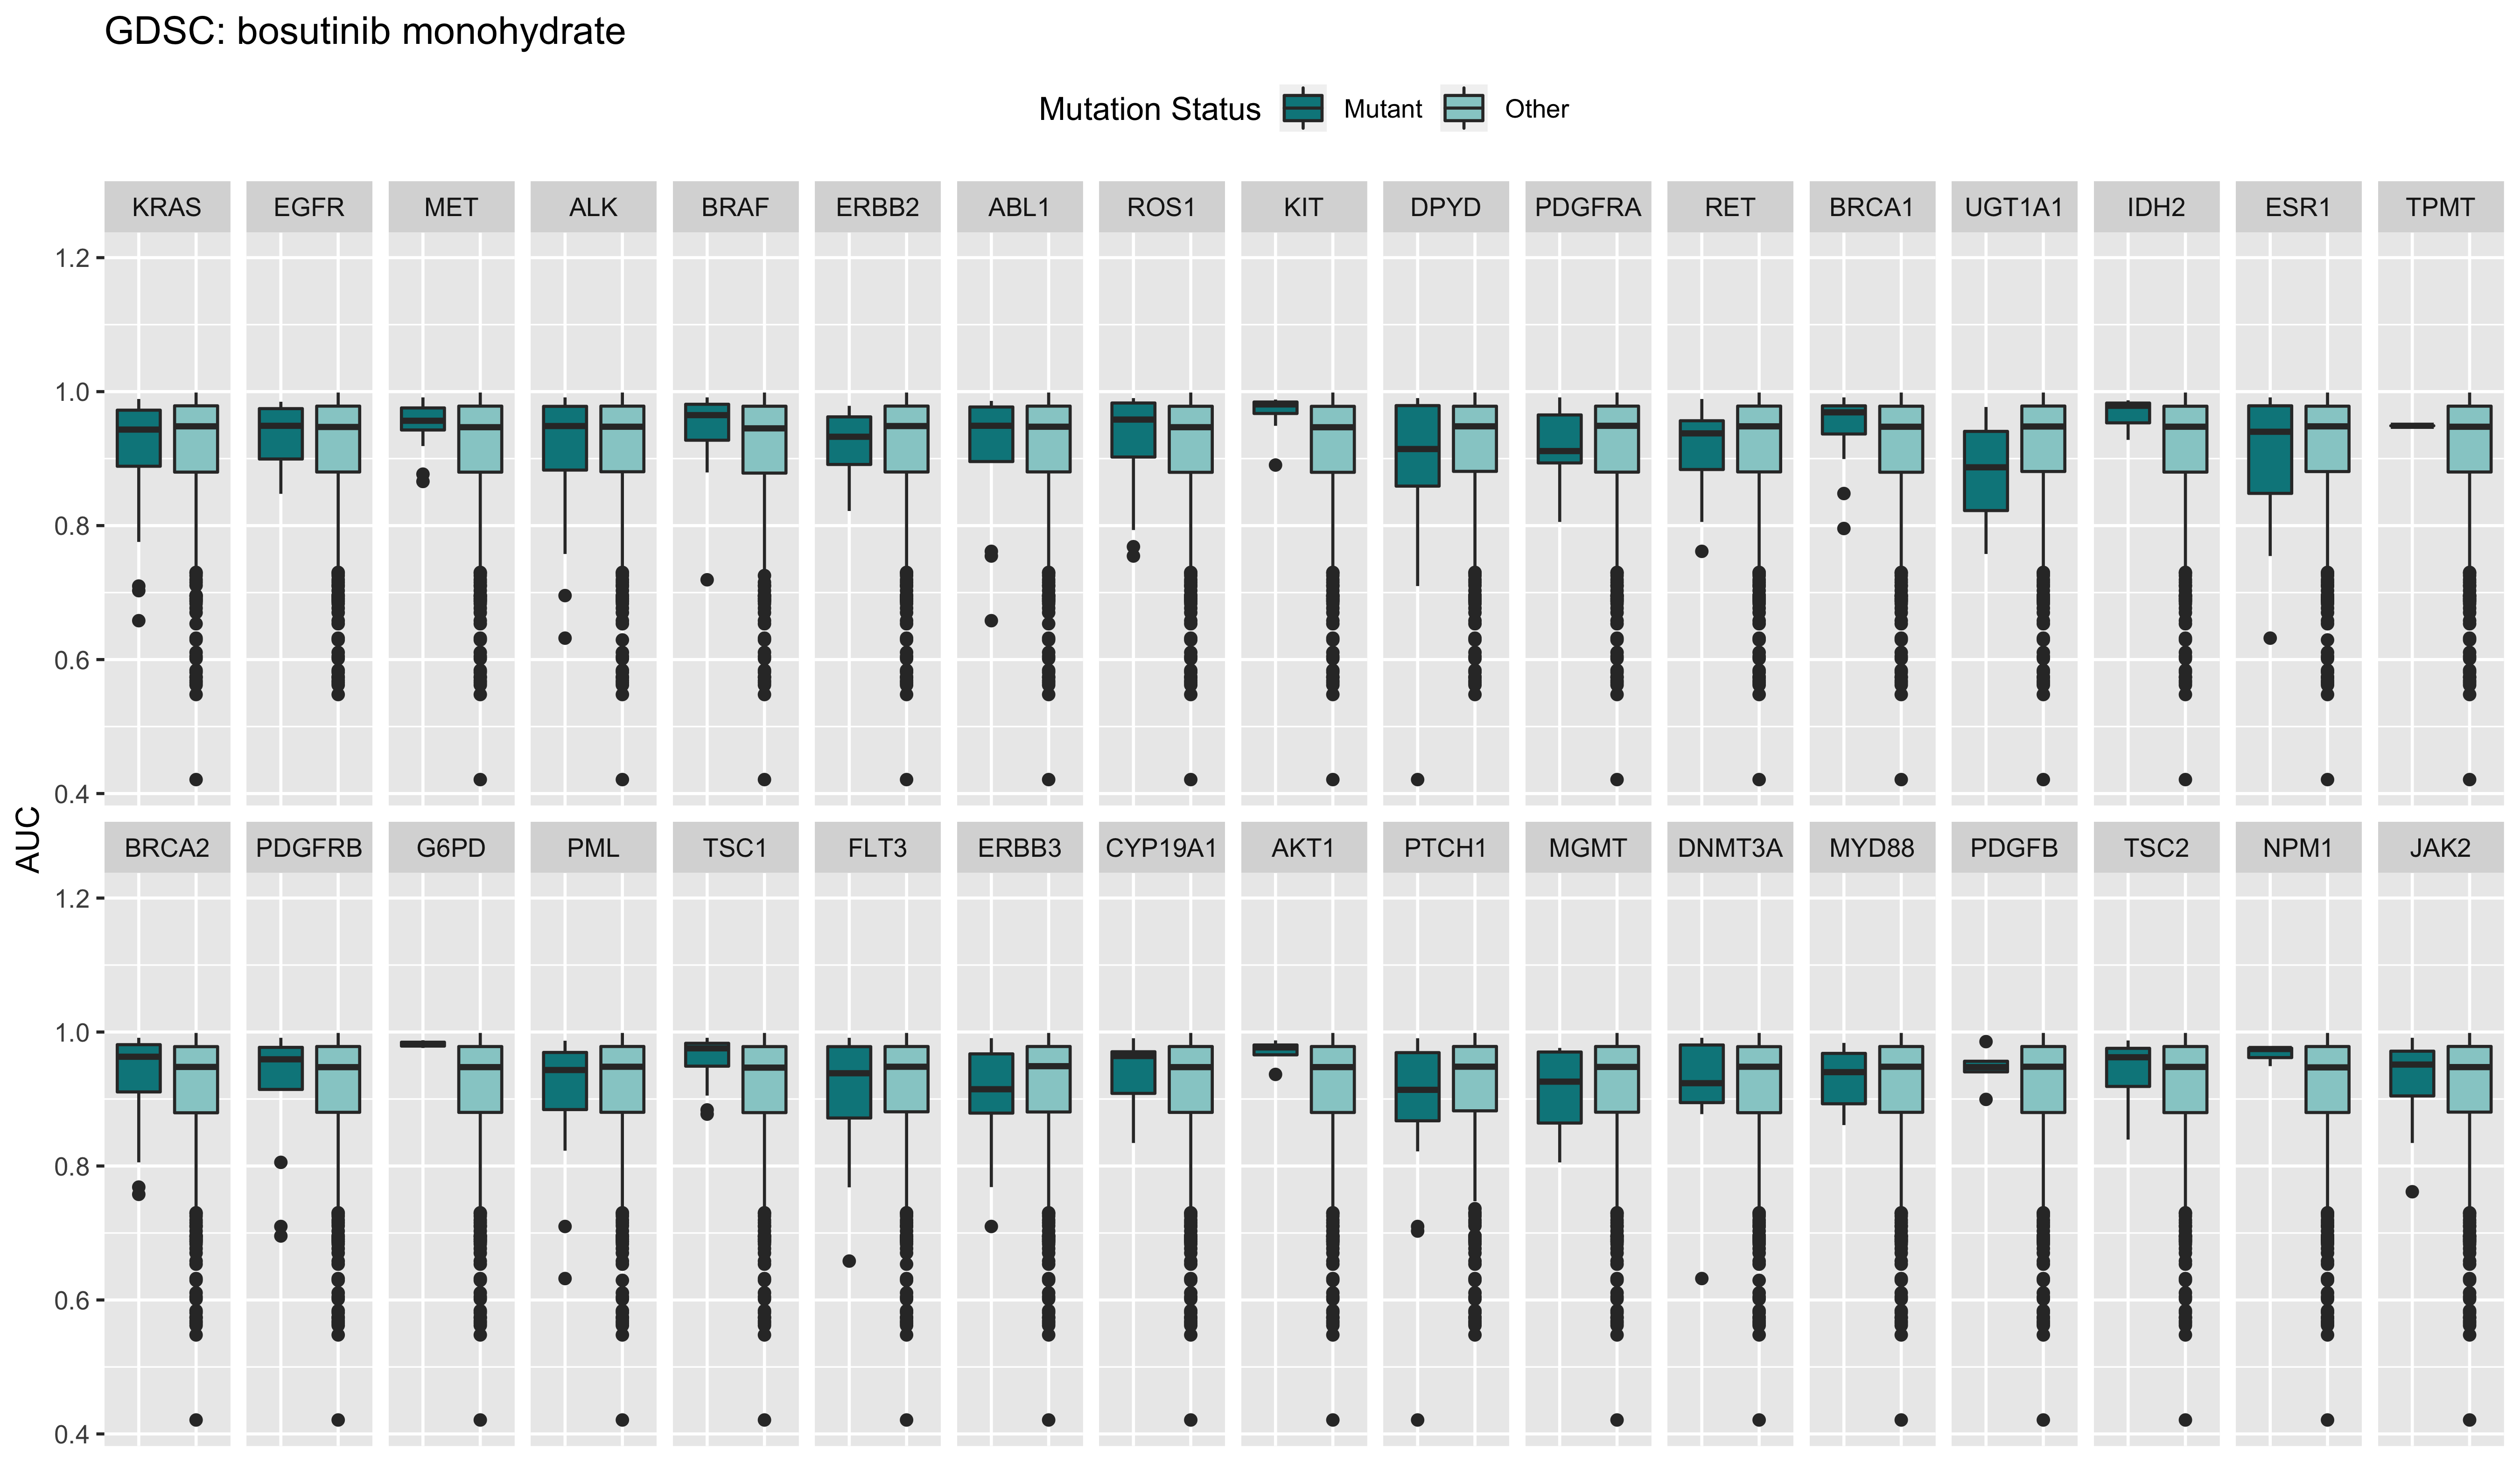 GDSC: bosutinib monohydrate
Mutation Status Mutant Other
KRAS EGFR MET ALK BRAF ERBB2 ABL1 ROS1 KIT DPYD PDGFRA RET BRCA1 UGT1A1 IDH2 ESR1 TPMT
1.2
1.0
0.8
0.6
0.4
AUC
BRCA2 PDGFRB G6PD PML TSC1 FLT3 ERBB3 CYP19A1 AKT1 PTCH1 MGMT DNMT3A MYD88 PDGFB TSC2 NPM1 JAK2
1.2
1.0
0.8
0.6
0.4